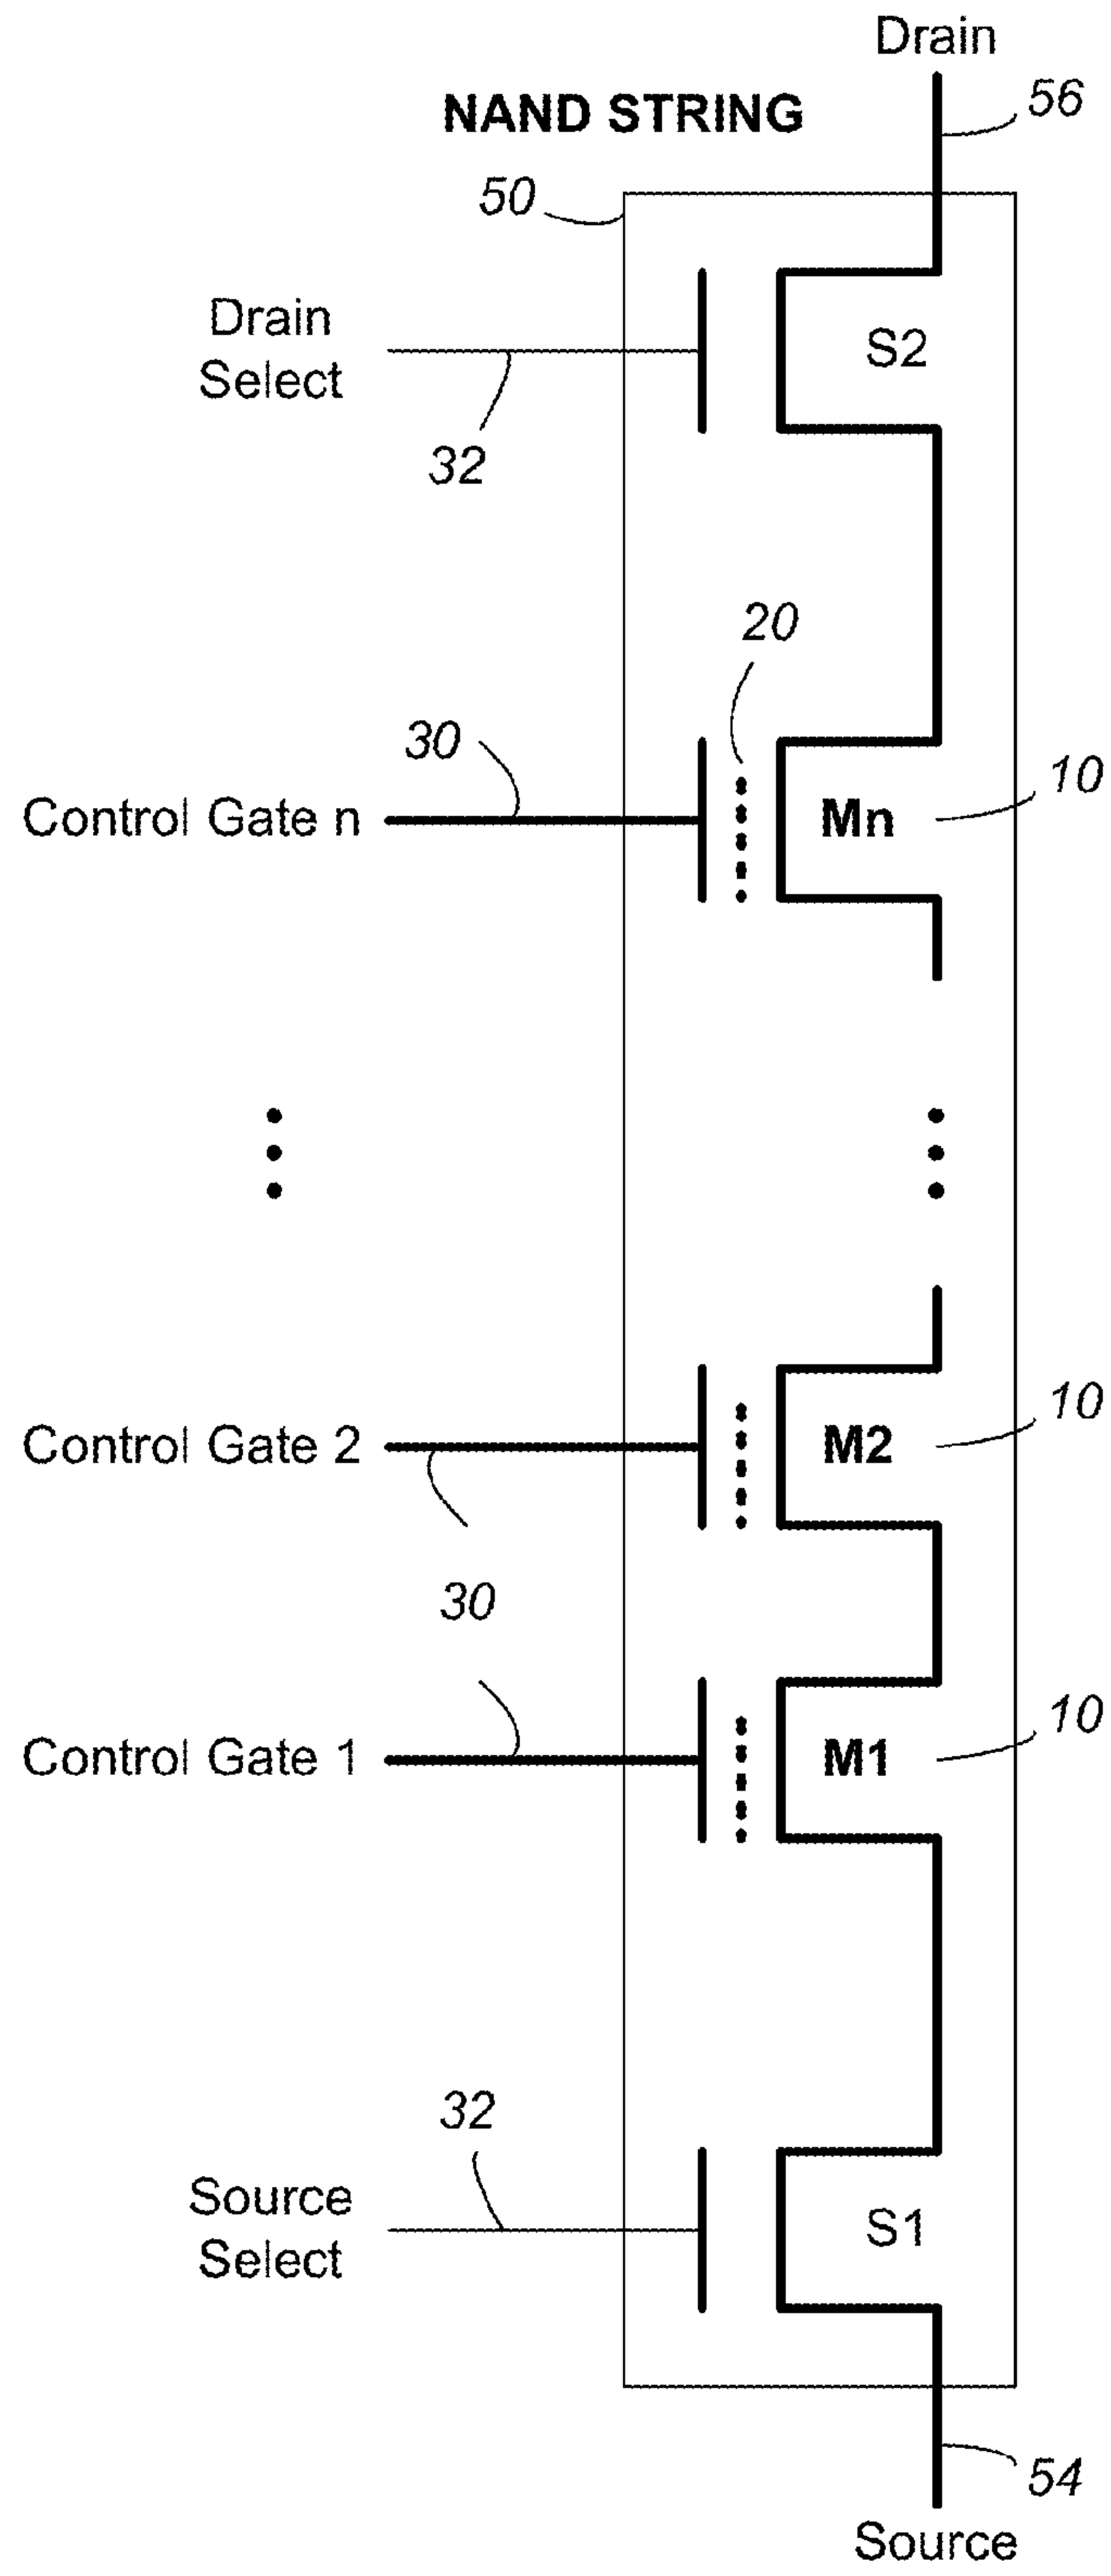 Drain
56
NAND STRING
50
Drain
Select
S2
32
20
30
10
Control Gate n
Mn
10
Control Gate 2
M2
30
10
Control Gate 1
M1
32
Source
Select
S1
54
Source